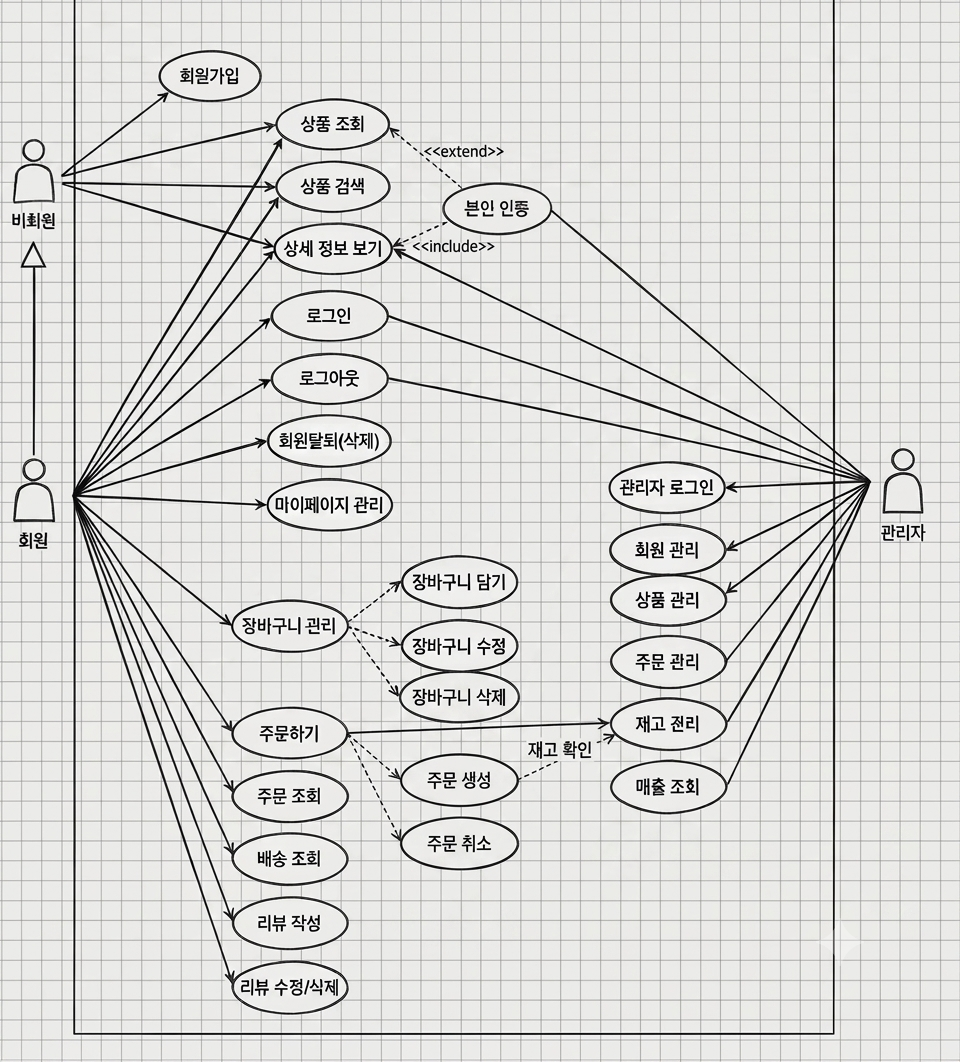 회원가입
상품 조회
<<extend>>
비회원
상품 검색
본인 인증
상세 정보 보기
<<include>>
로그인
로그아웃
회원탈퇴(삭제)
회원
마이페이지 관리
관리자 로그인
관리자
회원 관리
장바구니 담기
상품 관리
장바구니 관리
장바구니 수정
주문 관리
장바구니 삭제
주문하기
재고 확인
주문 생성
매출 조회
주문 조회
주문 취소
배송 조회
리뷰 작성
리뷰 수정/삭제